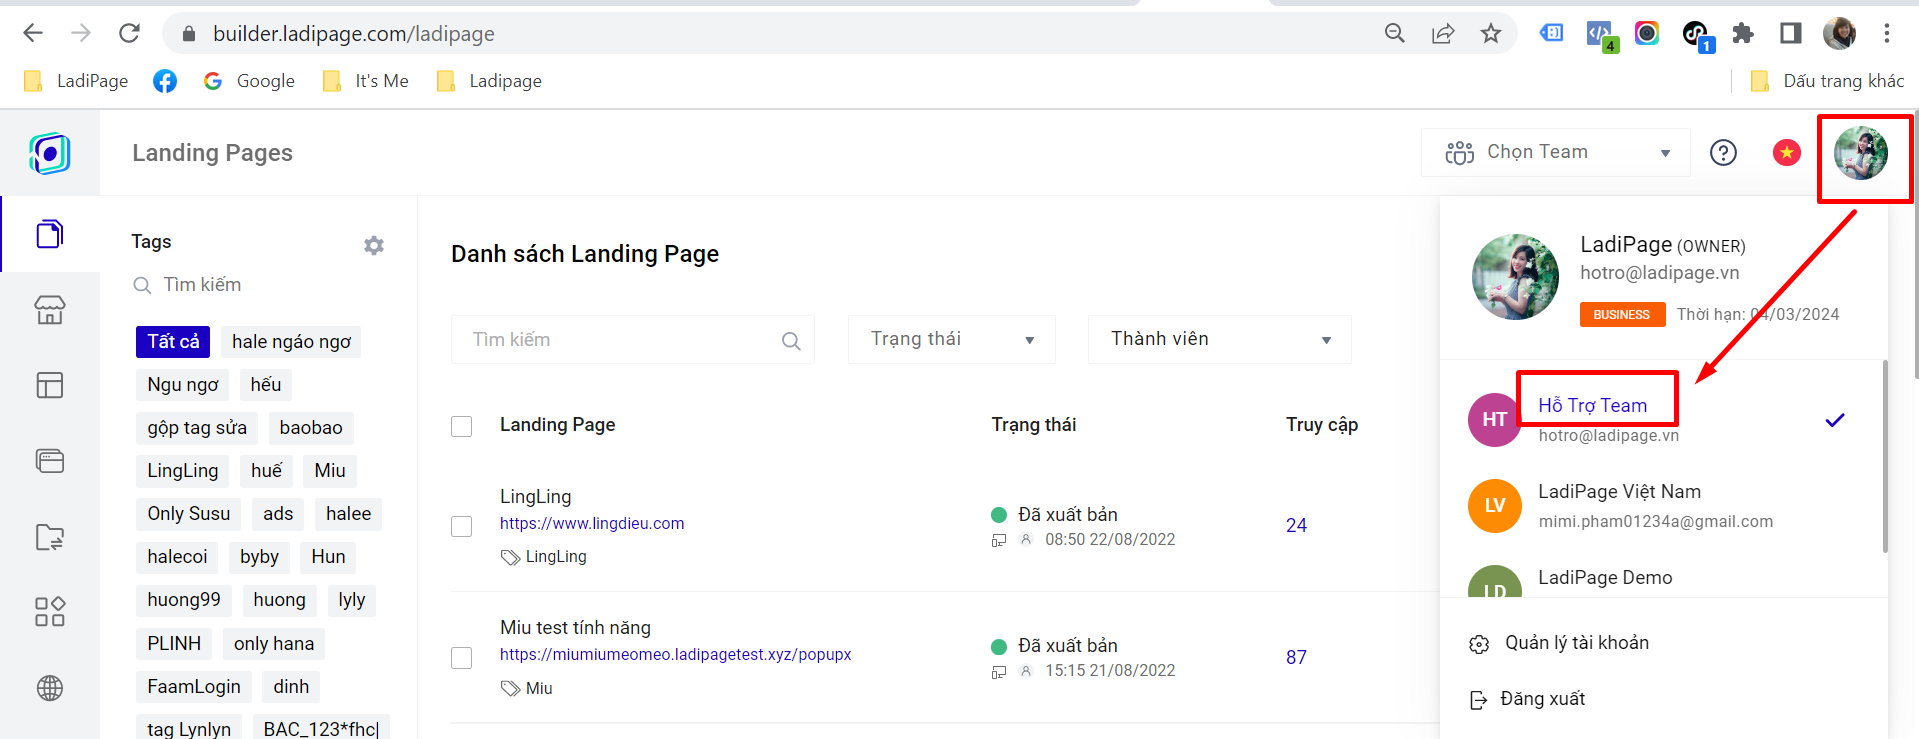 builder.ladipage.com/ladipage
4
1
LadiPage
Google
It's Me
Ladipage
Dấu trang khác
Landing Pages
Chọn Team
Tags
Tìm kiếm
Tất cả
hale ngáo ngơ
Ngu ngơ
hếu
gộp tag sửa
baobao
LingLing
huế
Miu
Only Susu
ads
halee
halecoi
byby
Hun
huong99
huong
lyly
PLINH
only hana
FaamLogin
dinh
tag Lynlyn
BAC_123*fhc|
Danh sách Landing Page
Tìm kiếm
Trạng thái
Thành viên
Landing Page
Trạng thái
Truy cập
LingLing
https://www.lingdieu.com
LingLing
Đã xuất bản
08:50 22/08/2022
24
Miu test tính năng
https://miumiumeomeo.ladipagetest.xyz/popupx
Miu
Đã xuất bản
15:15 21/08/2022
87
LadiPage (OWNER)
hotro@ladipage.vn
BUSINESS
Thời hạn: 04/03/2024
HT
Hỗ Trợ Team
hotro@ladipage.vn
LV
LadiPage Việt Nam
mimi.pham01234a@gmail.com
LD
LadiPage Demo
Quản lý tài khoản
Đăng xuất